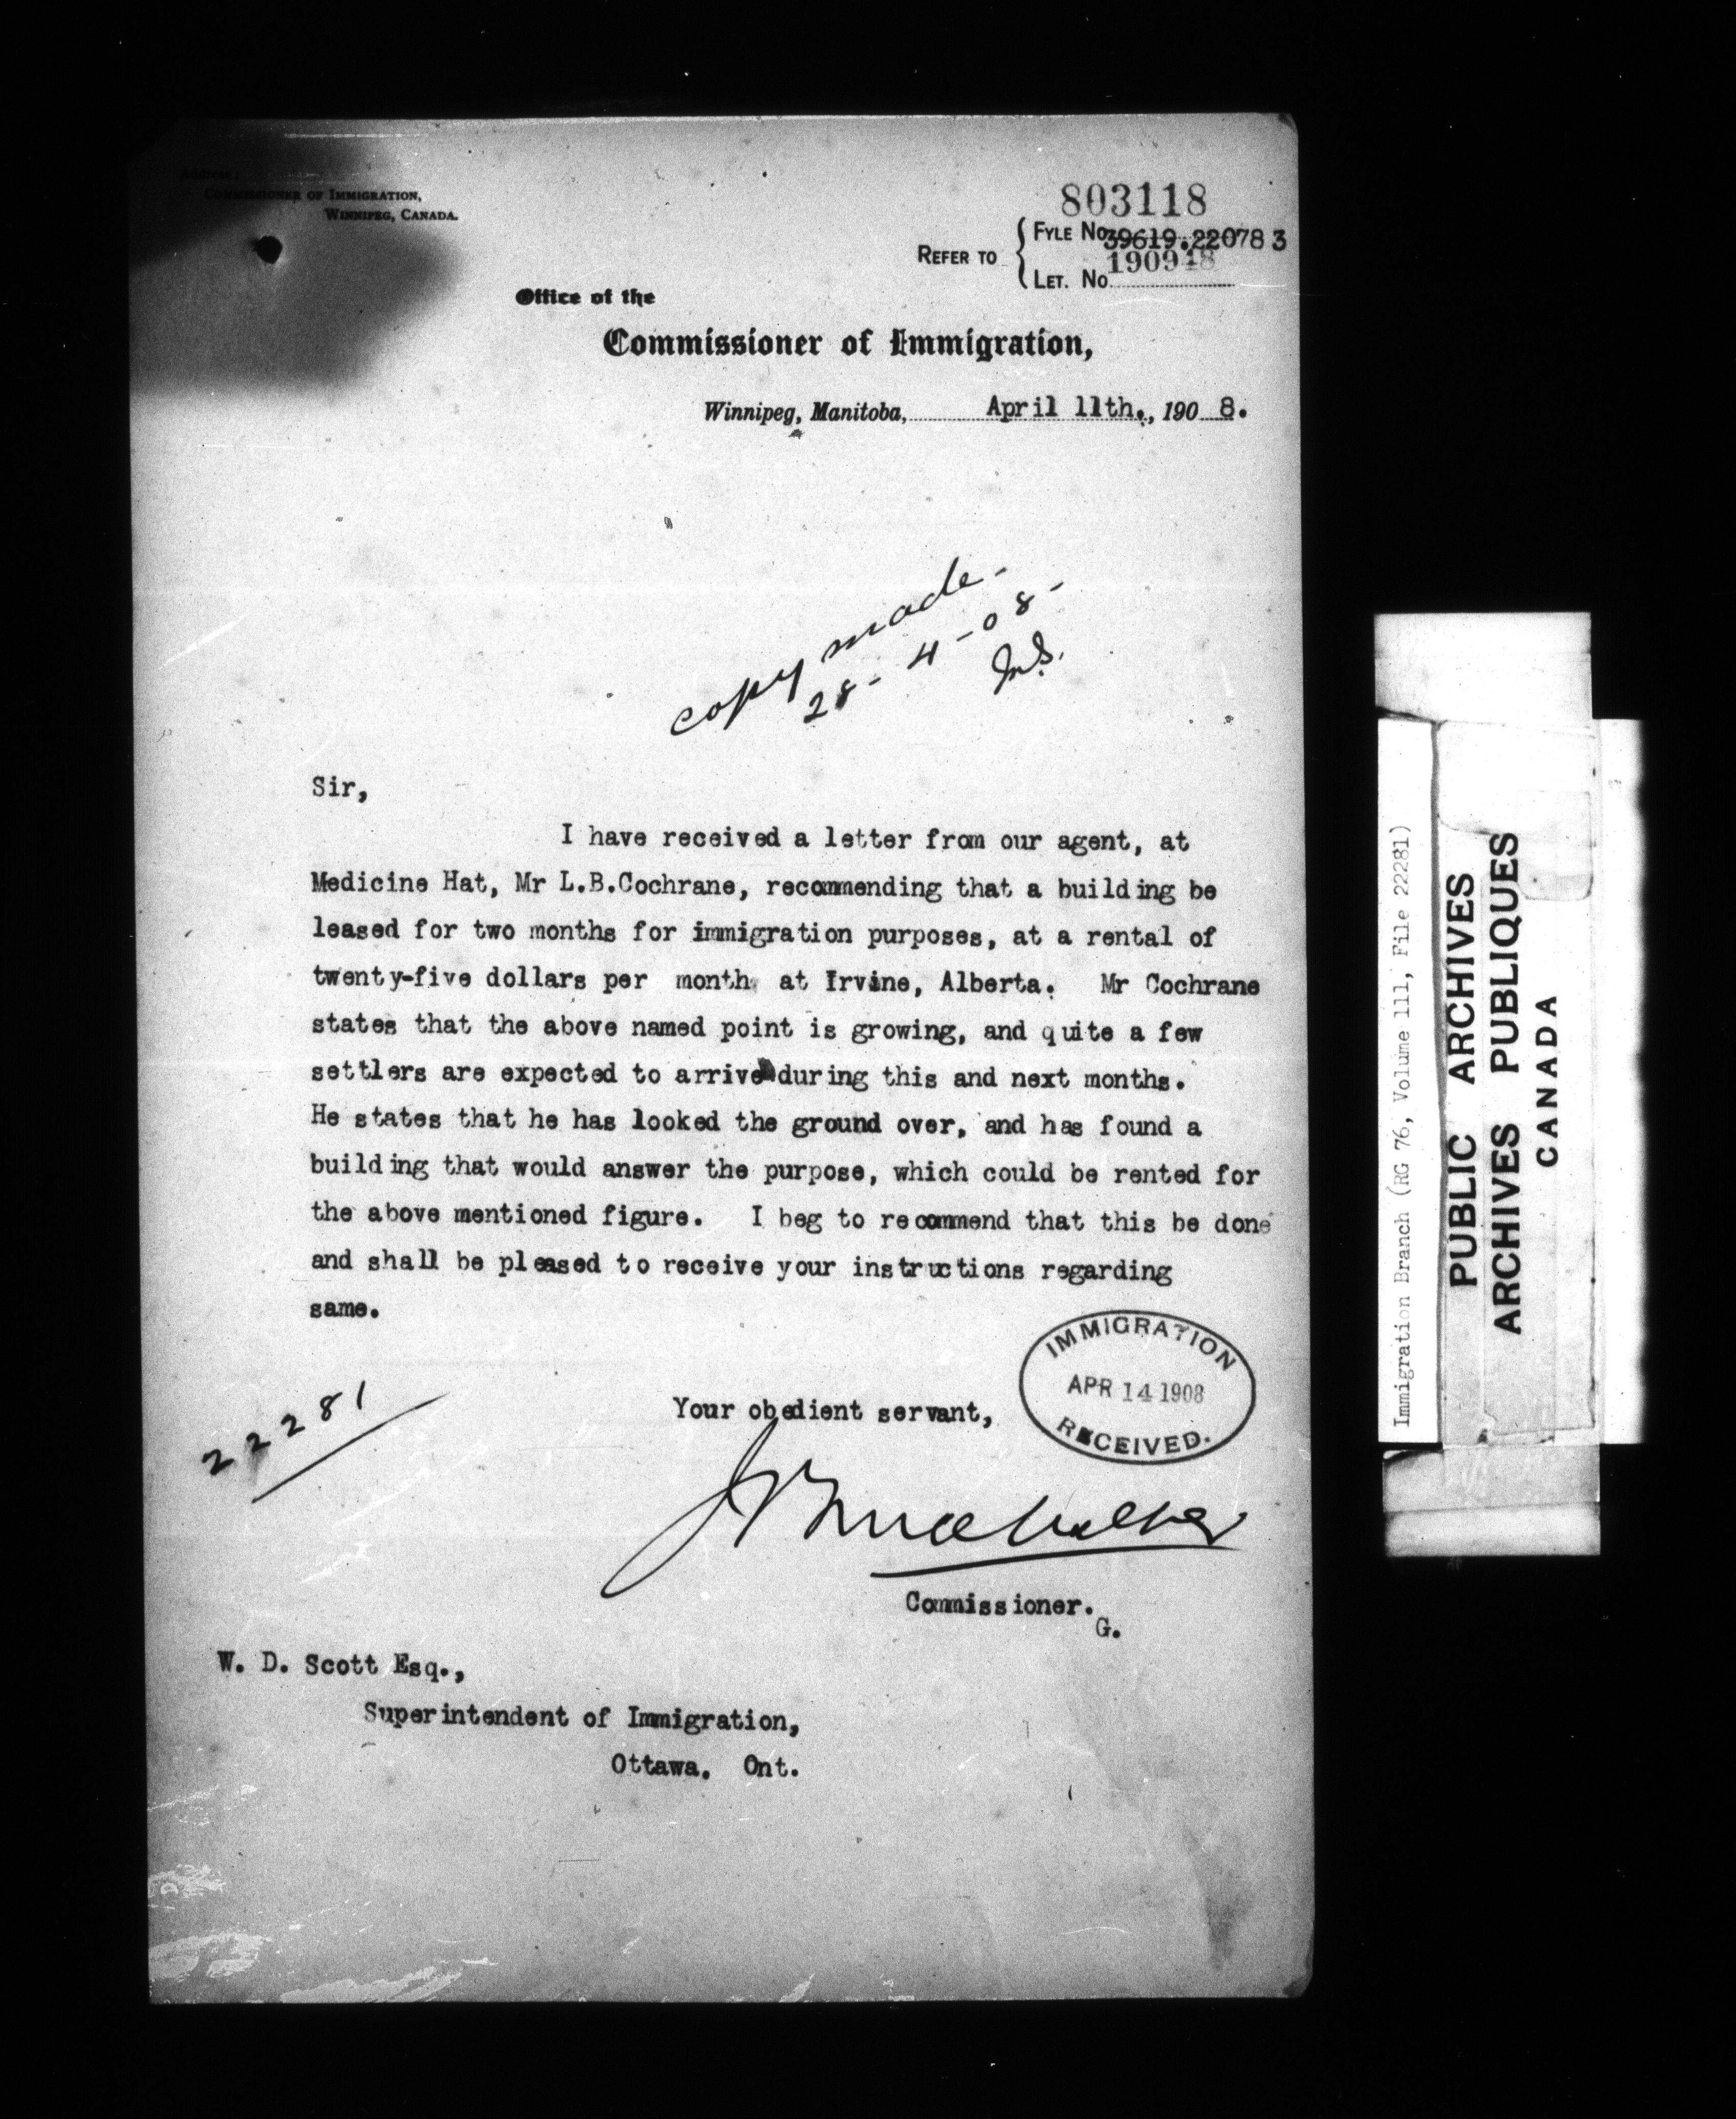 Address:
Commissioner of Immigration,
Winnipeg, Canada.
803118
Refer to
Fyle No 39619.220783
190948
Let. No
Office of the
Commissioner of Immigration,
Winnipeg, Manitoba, April 11th., 1908.
copy made-
28-4-08-
Sir,
I have received a letter from our agent, at
Medicine Hat, Mr L.B.Cochrane, recommending that a building be
leased for two months for immigration purposes, at a rental of
twenty-five dollars per month at Irvine, Alberta. Mr Cochrane
states that the above named point is growing, and quite a few
settlers are expected to arrive during this and next months.
He states that he has looked the ground over, and has found a
building that would answer the purpose, which could be rented for
the above mentioned figure. I beg to recommend that this be done
and shall be pleased to receive your instructions regarding
same.
IMMIGRATION
APR 14 1908
RECEIVED.
22281
Your obedient servant,
J Bruce Walker
Commissioner.
G.
W. D. Scott Esq.,
Superintendent of Immigration,
Ottawa. Ont.
Immigration Branch (RG 76, Volume 111, File 22281)
PUBLIC ARCHIVES
ARCHIVES PUBLIQUES
CANADA